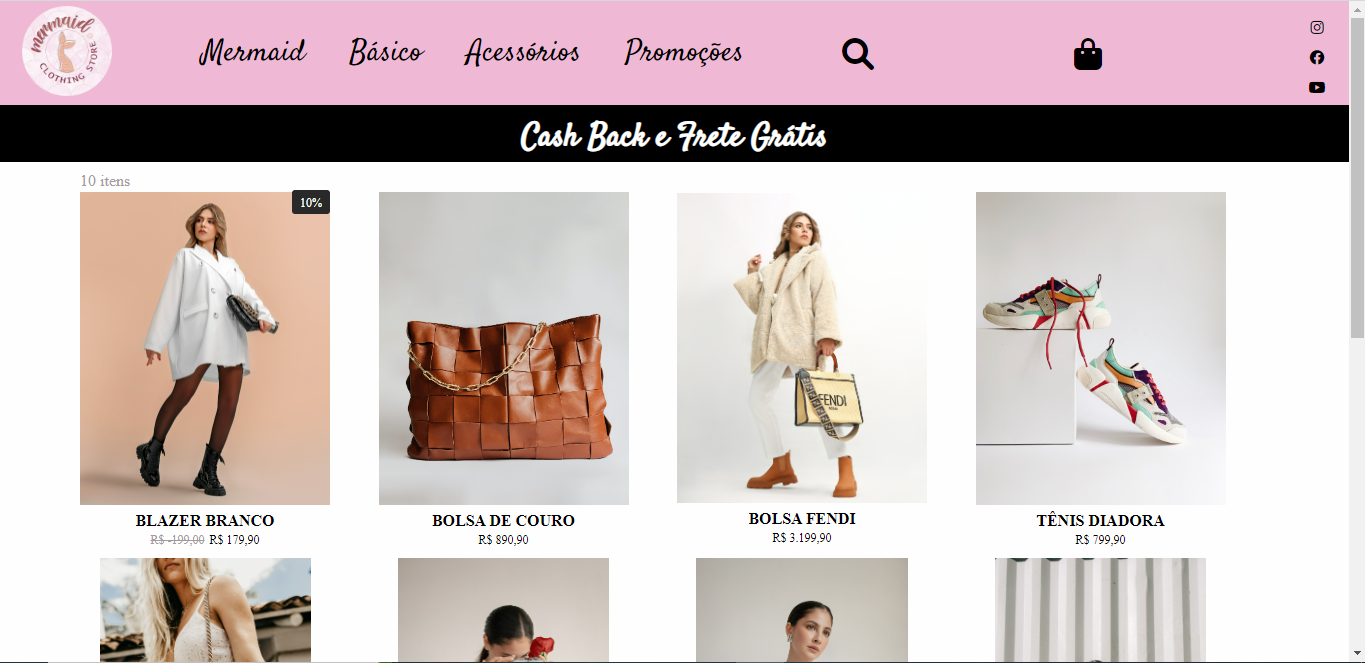 mermaid
CLOTHING STORE
Mermaid Básico Acessórios Promoções
Cash Back e Frete Grátis
10 itens
10%
FENDI
BLAZER BRANCO
R$ -199,00 R$ 179,90
BOLSA DE COURO
R$ 890,90
BOLSA FENDI
R$ 3.199,90
TÊNIS DIADORA
R$ 799,90